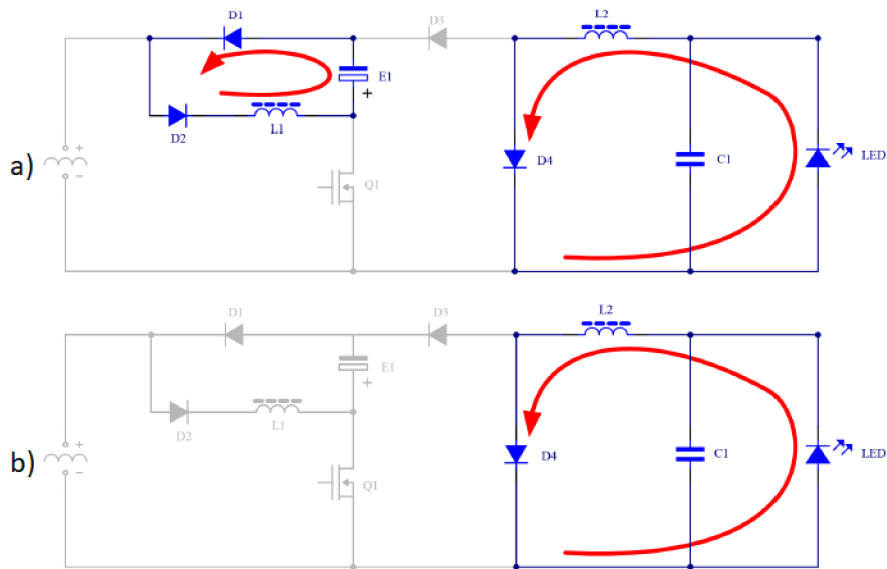 D1
D3
L2
E1
+
D2
L1
a)
+
−
Q1
D4
C1
LED
D1
D3
L2
E1
+
D2
L1
b)
+
−
Q1
D4
C1
LED